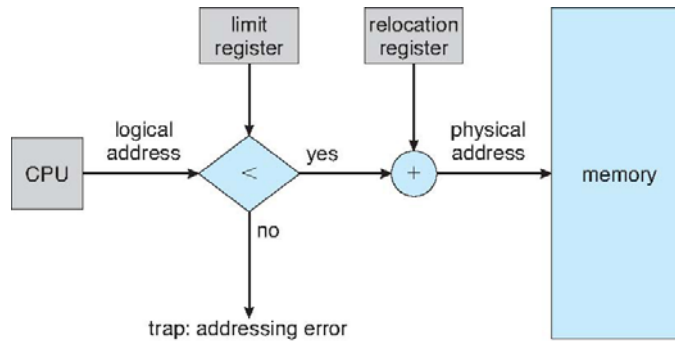 limit
register
relocation
register
logical
address
physical
address
CPU
<
yes
+
memory
no
trap: addressing error